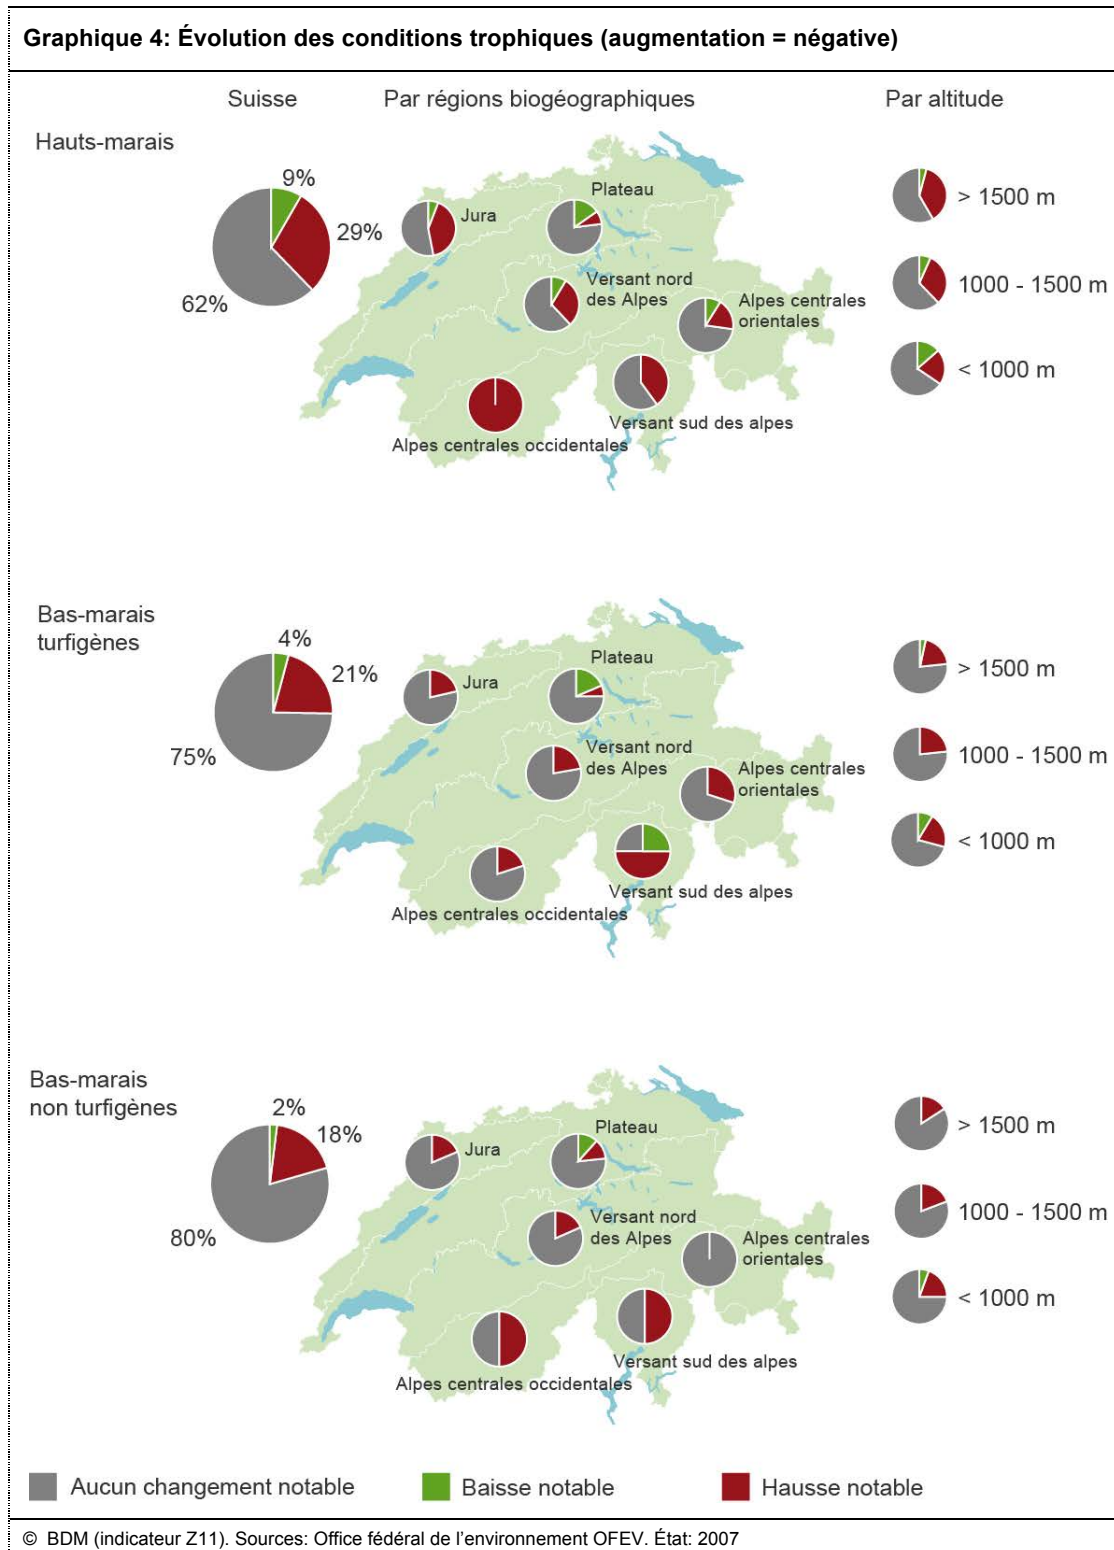 Graphique 4: Évolution des conditions trophiques (augmentation = négative)
Suisse
Par régions biogéographiques
Par altitude
Hauts-marais
9%
29%
62%
Jura
Plateau
Versant nord
des Alpes
Alpes centrales
orientales
Versant sud des alpes
Alpes centrales occidentales
> 1500 m
1000 - 1500 m
< 1000 m
Bas-marais
turfigènes
4%
21%
75%
Jura
Plateau
Versant nord
des Alpes
Alpes centrales
orientales
Versant sud des alpes
Alpes centrales occidentales
> 1500 m
1000 - 1500 m
< 1000 m
Bas-marais
non turfigènes
2%
18%
80%
Jura
Plateau
Versant nord
des Alpes
Alpes centrales
orientales
Versant sud des alpes
Alpes centrales occidentales
> 1500 m
1000 - 1500 m
< 1000 m
Aucun changement notable
Baisse notable
Hausse notable
© BDM (indicateur Z11). Sources: Office fédéral de l'environnement OFEV. État: 2007